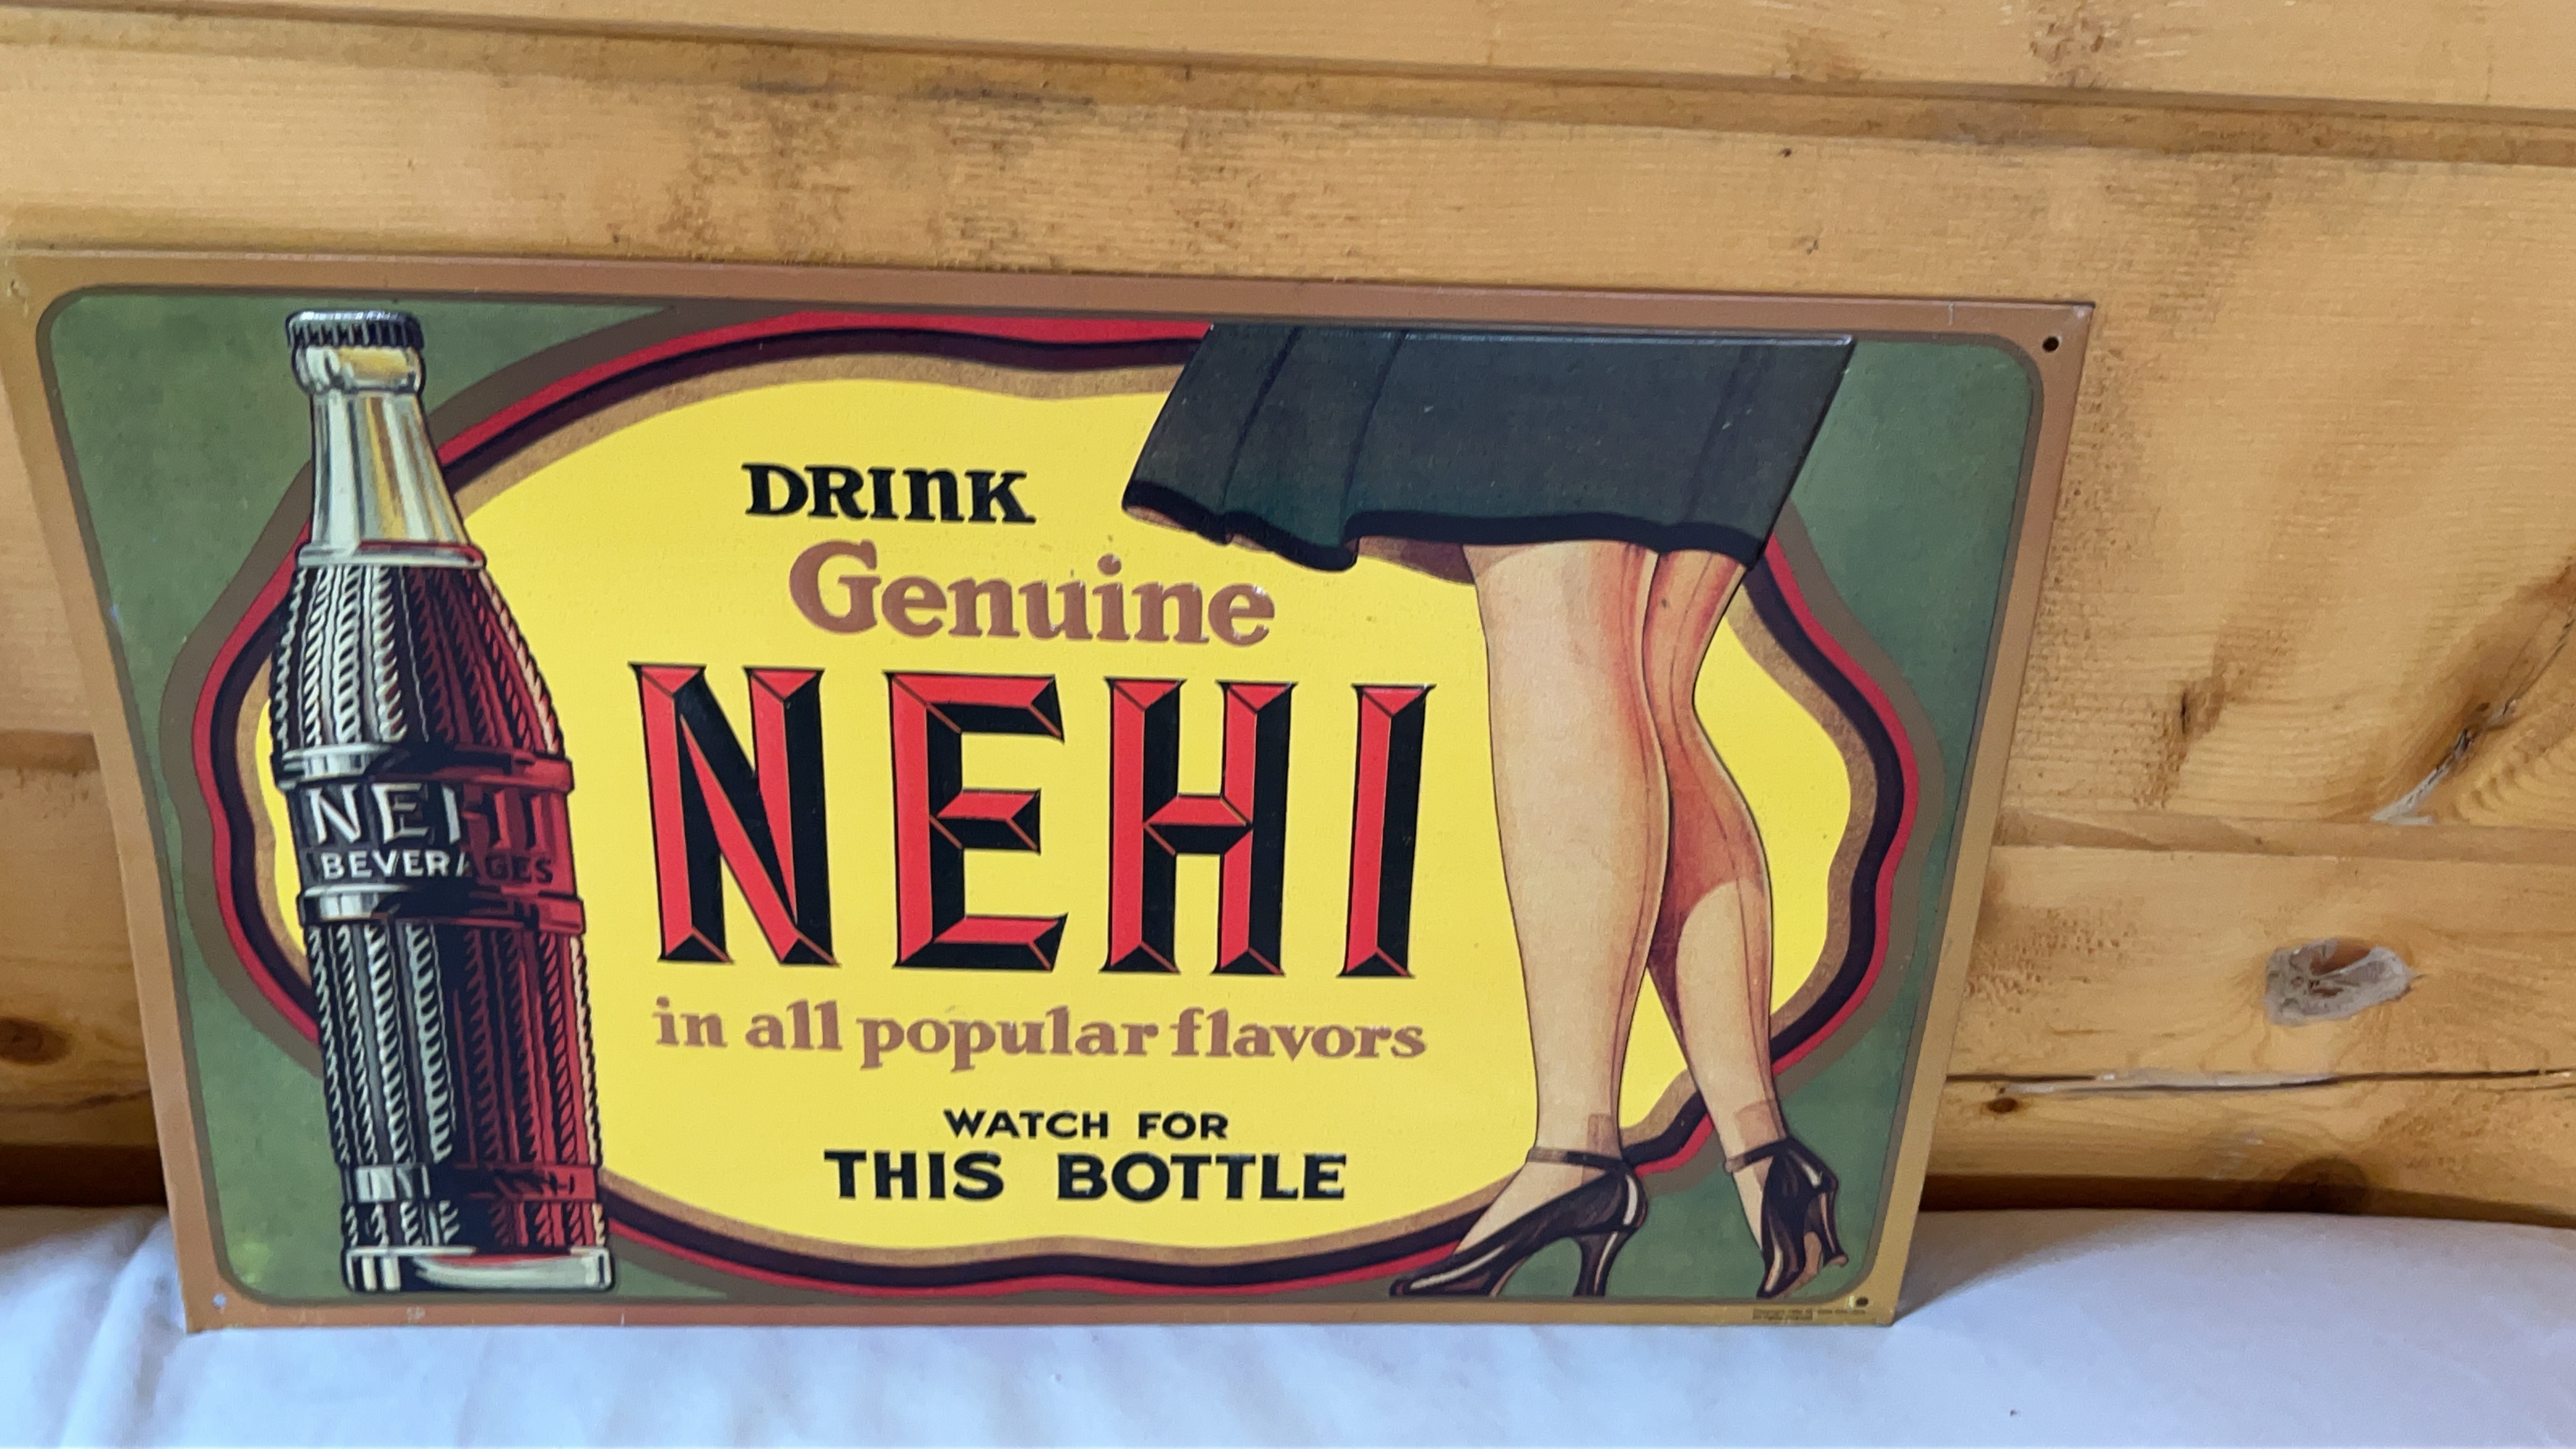 DRINK
Genuine
NEHI
in all popular flavors
WATCH FOR
THIS BOTTLE
NEHI
BEVERAGES